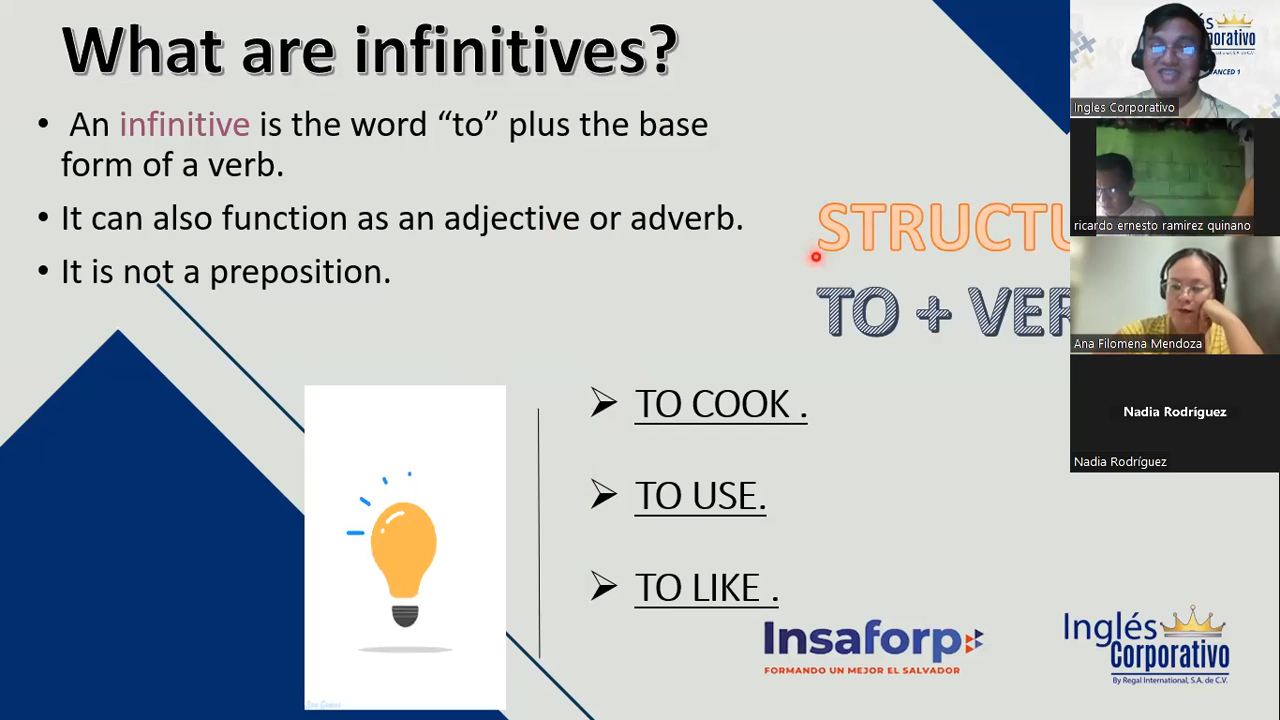 What are infinitives?
• An infinitive is the word “to” plus the base
form of a verb.
• It can also function as an adjective or adverb.
• It is not a preposition.
STRUCTU
TO + VER
➢ TO COOK .
➢ TO USE.
➢ TO LIKE .
Insaforp
FORMANDO UN MEJOR EL SALVADOR
Inglés
Corporativo
By Regal International, S.A. de C.V.
Ingles Corporativo
ricardo ernesto ramirez quinano
Ana Filomena Mendoza
Nadia Rodríguez
Nadia Rodríguez